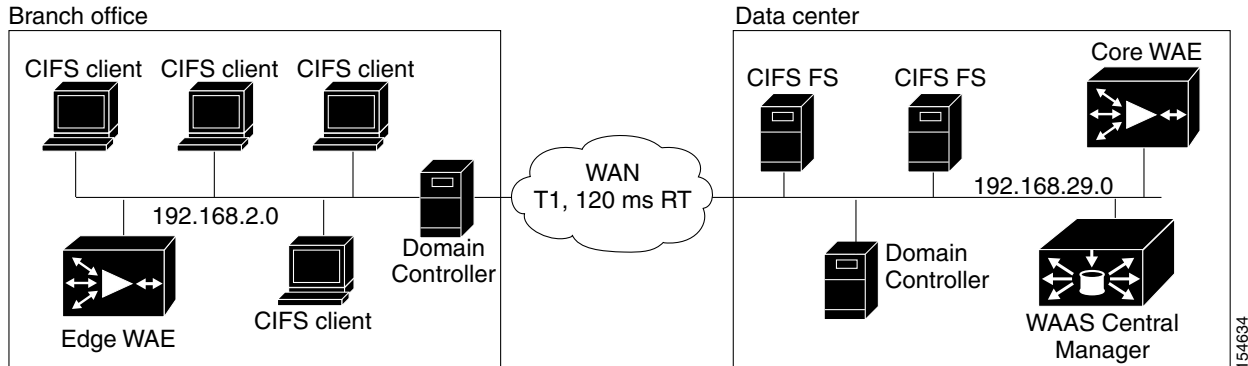 Branch office
CIFS client
CIFS client
CIFS client
192.168.2.0
Edge WAE
CIFS client
Domain
Controller
WAN
T1, 120 ms RT
Data center
CIFS FS
CIFS FS
Core WAE
192.168.29.0
Domain
Controller
WAAS Central
Manager
154634